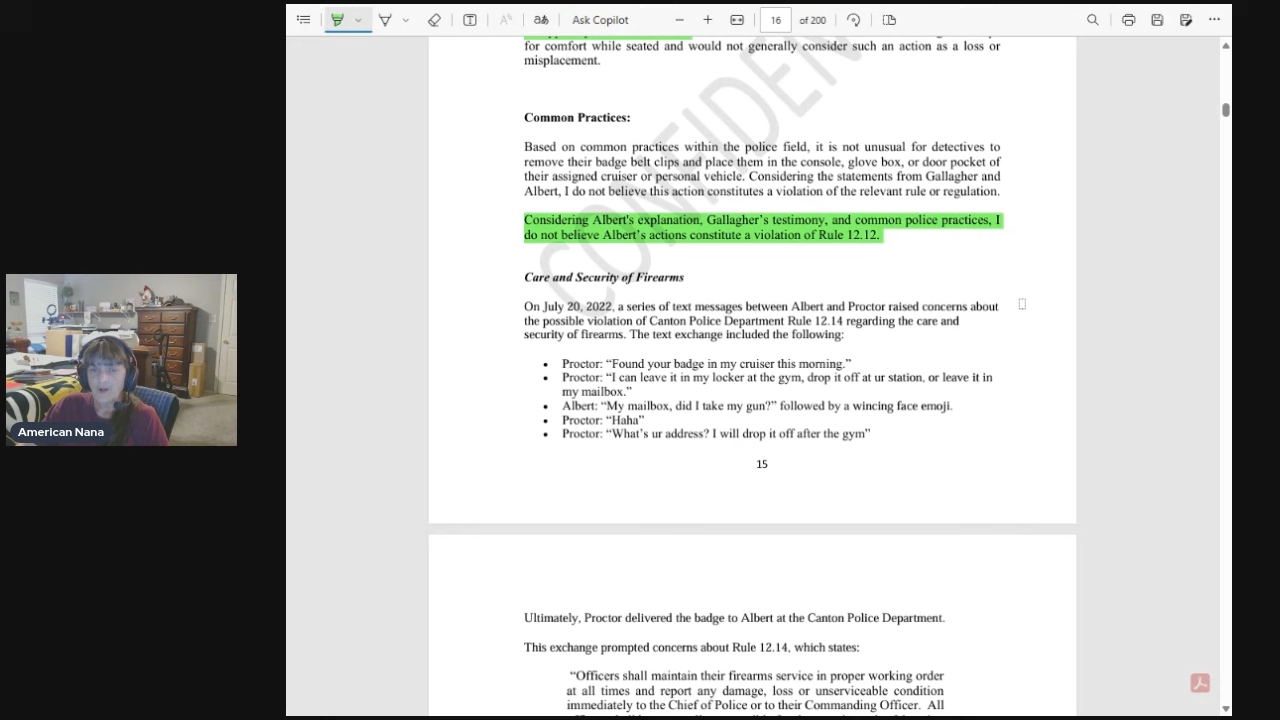 Ask Copilot
16 of 200
for comfort while seated and would not generally consider such an action as a loss or
misplacement.
CONFIDEN
Common Practices:
Based on common practices within the police field, it is not unusual for detectives to
remove their badge belt clips and place them in the console, glove box, or door pocket of
their assigned cruiser or personal vehicle. Considering the statements from Gallagher and
Albert, I do not believe this action constitutes a violation of the relevant rule or regulation.
Considering Albert's explanation, Gallagher's testimony, and common police practices, I
do not believe Albert's actions constitute a violation of Rule 12.12.
Care and Security of Firearms
On July 20, 2022, a series of text messages between Albert and Proctor raised concerns about
the possible violation of Canton Police Department Rule 12.14 regarding the care and
security of firearms. The text exchange included the following:
• Proctor: “Found your badge in my cruiser this morning.”
• Proctor: “I can leave it in my locker at the gym, drop it off at ur station, or leave it in
my mailbox.”
• Albert: “My mailbox, did I take my gun?” followed by a wincing face emoji.
• Proctor: “Haha”
• Proctor: “What’s ur address? I will drop it off after the gym”
15
Ultimately, Proctor delivered the badge to Albert at the Canton Police Department.
This exchange prompted concerns about Rule 12.14, which states:
“Officers shall maintain their firearms service in proper working order
at all times and report any damage, loss or unserviceable condition
immediately to the Chief of Police or to their Commanding Officer. All
American Nana